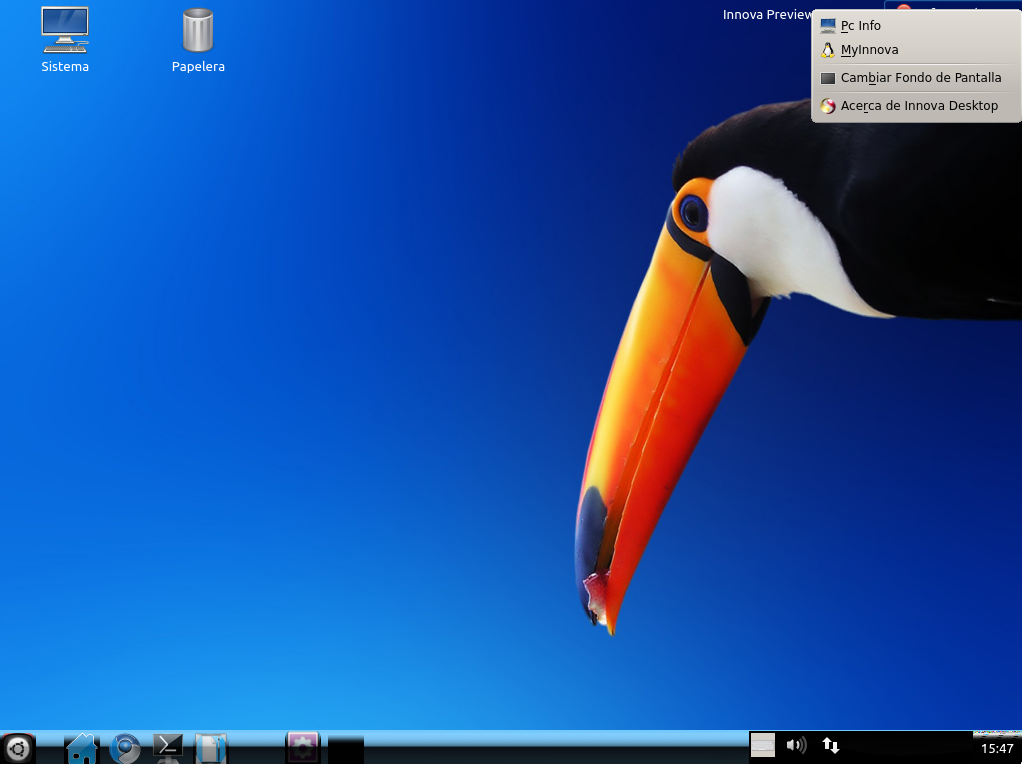 Innova Preview
Pc Info
MyInnova
Cambiar Fondo de Pantalla
Acerca de Innova Desktop
Sistema
Papelera
15:47